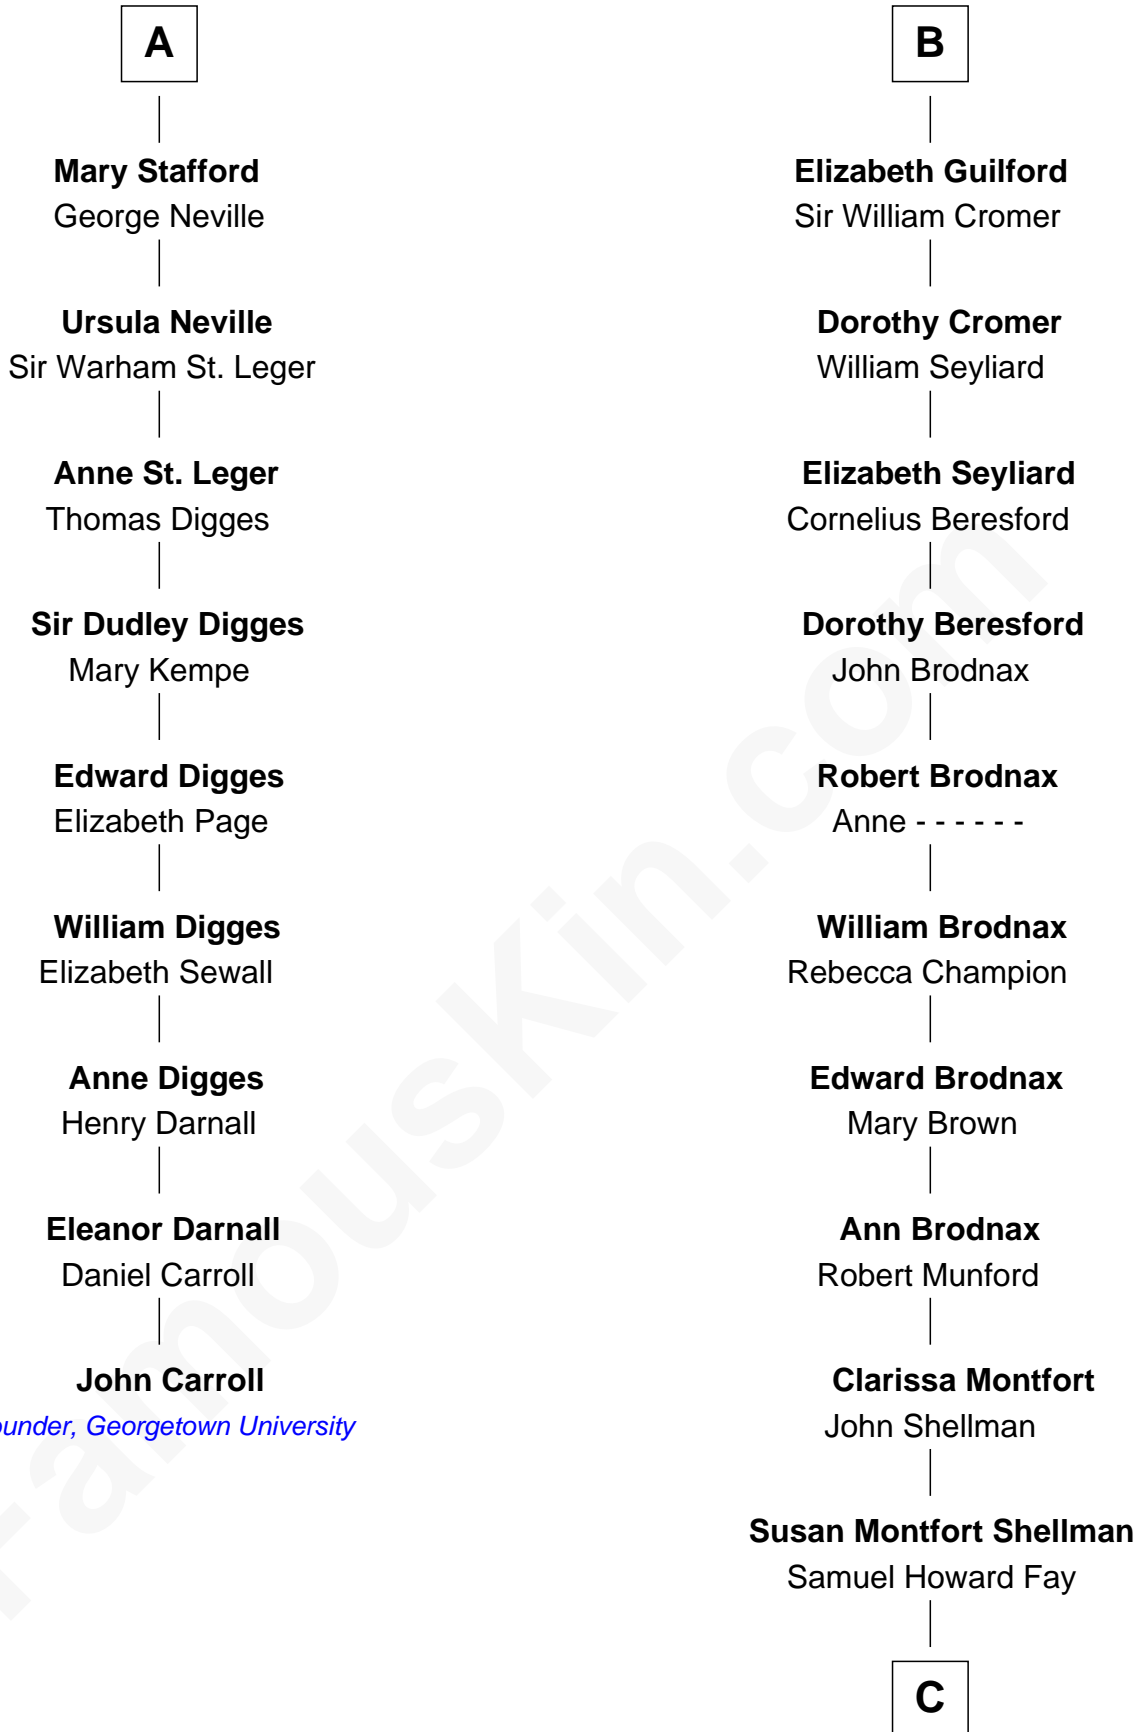 A
Mary Stafford
George Neville
Ursula Neville
Sir Warham St. Leger
Anne St. Leger
Thomas Digges
Sir Dudley Digges
Mary Kempe
Edward Digges
Elizabeth Page
William Digges
Elizabeth Sewall
Anne Digges
Henry Darnall
Eleanor Darnall
Daniel Carroll
John Carroll
ounder, Georgetown University
B
Elizabeth Guilford
Sir William Cromer
Dorothy Cromer
William Seyliard
Elizabeth Seyliard
Cornelius Beresford
Dorothy Beresford
John Brodnax
Robert Brodnax
Anne - - - - - -
William Brodnax
Rebecca Champion
Edward Brodnax
Mary Brown
Ann Brodnax
Robert Munford
Clarissa Montfort
John Shellman
Susan Montfort Shellman
Samuel Howard Fay
C
FamousKin.com